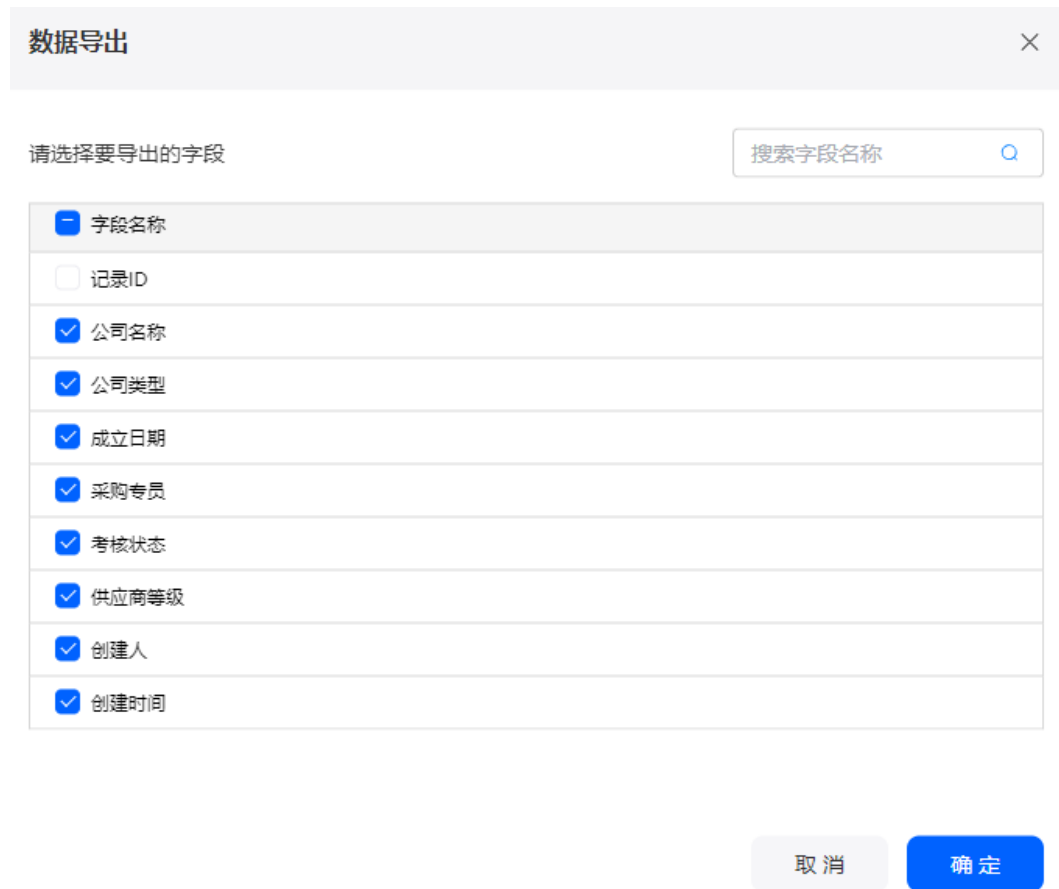 数据导出
请选择要导出的字段
搜索字段名称
字段名称
记录ID
公司名称
公司类型
成立日期
采购专员
考核状态
供应商等级
创建人
创建时间
取消
确定